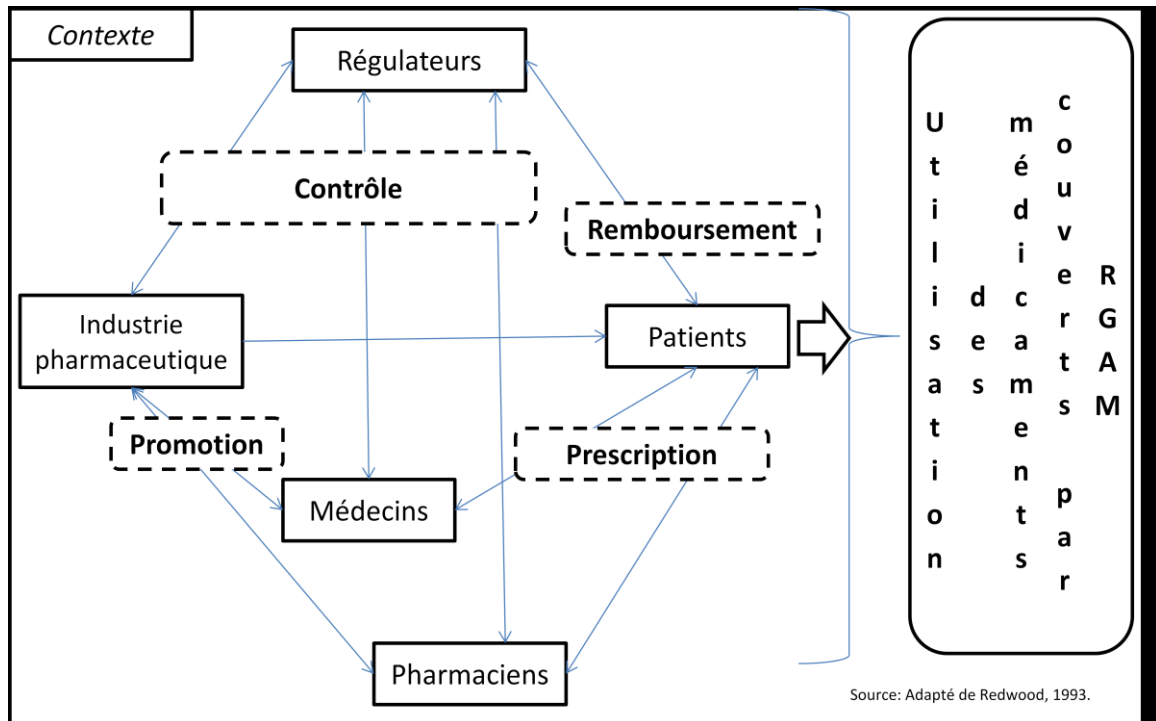 Contexte
Régulateurs
Contrôle
Remboursement
Industrie
pharmaceutique
Patients
Promotion
Prescription
Médecins
Pharmaciens
Utilisation
des
médicaments
couverts par
RGAM
Source: Adapté de Redwood, 1993.